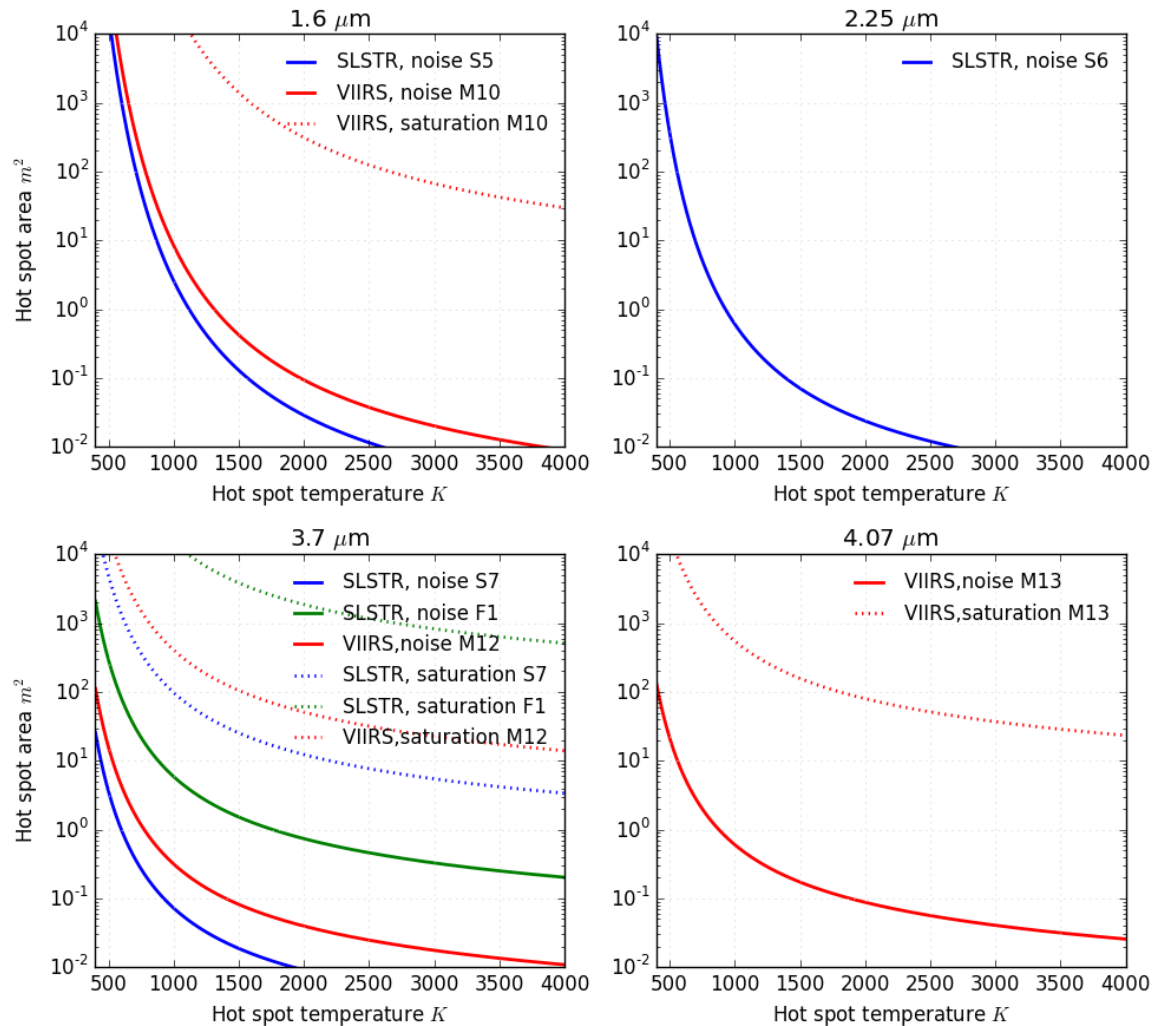 1.6 μm
10^4
10^3
10^2
10^1
10^0
10^-1
10^-2
Hot spot area m^2
SLSTR, noise S5
VIIRS, noise M10
VIIRS, saturation M10
500 1000 1500 2000 2500 3000 3500 4000
Hot spot temperature K
2.25 μm
10^4
10^3
10^2
10^1
10^0
10^-1
10^-2
SLSTR, noise S6
500 1000 1500 2000 2500 3000 3500 4000
Hot spot temperature K
3.7 μm
10^4
10^3
10^2
10^1
10^0
10^-1
10^-2
Hot spot area m^2
SLSTR, noise S7
SLSTR, noise F1
VIIRS,noise M12
SLSTR, saturation S7
SLSTR, saturation F1
VIIRS,saturation M12
500 1000 1500 2000 2500 3000 3500 4000
Hot spot temperature K
4.07 μm
10^4
10^3
10^2
10^1
10^0
10^-1
10^-2
VIIRS,noise M13
VIIRS,saturation M13
500 1000 1500 2000 2500 3000 3500 4000
Hot spot temperature K